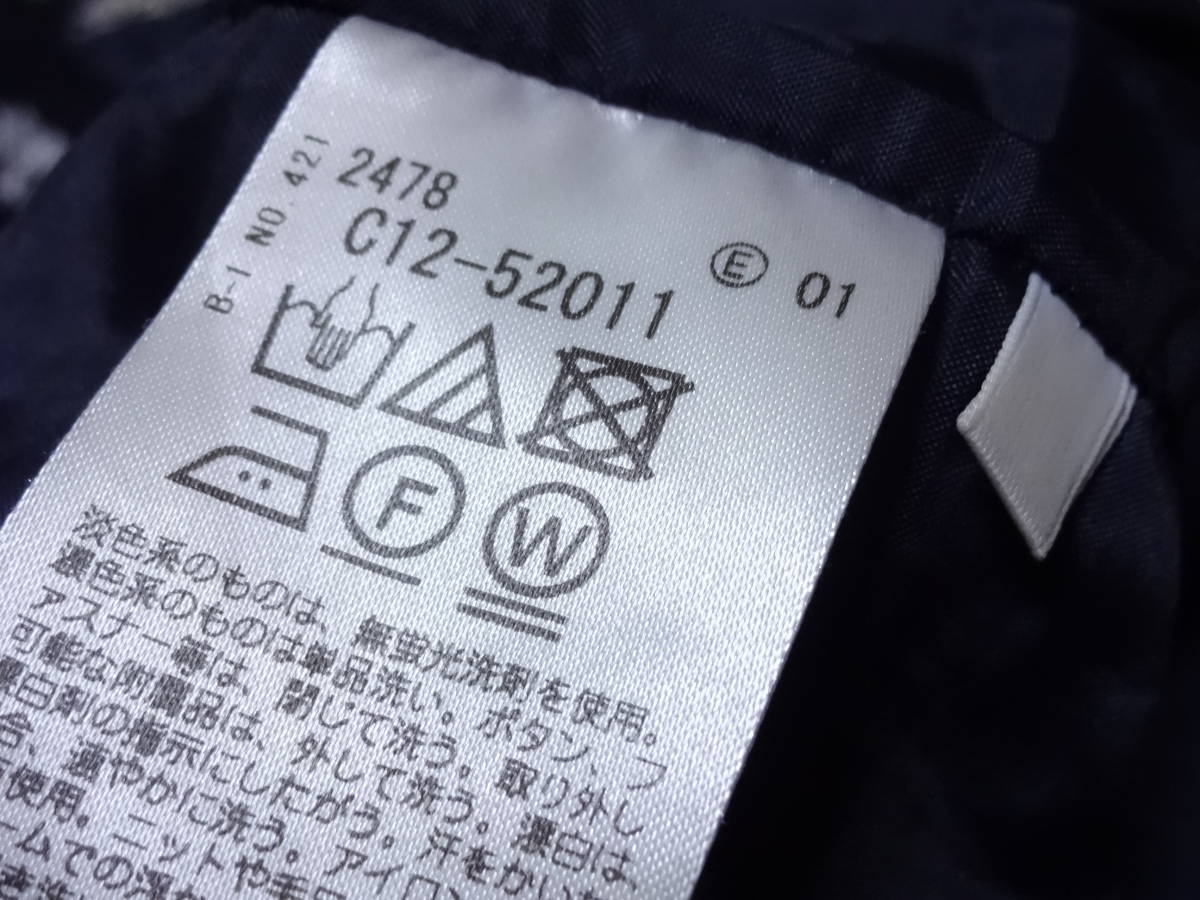 B-1 NO. 421
2478
C12-52011
E 01
F
W
淡色系のものは、無蛍光洗剤を使用。
濃色系のものは単品洗い。ボタン、フ
ァスナー等は、閉じて洗う。取り外し
可能な附属品は、外して洗う。漂白は、
漂白剤の指示にしたがう。汗をかい
合、速やかに洗う。アイロン
使用。ニットや毛
ームでの